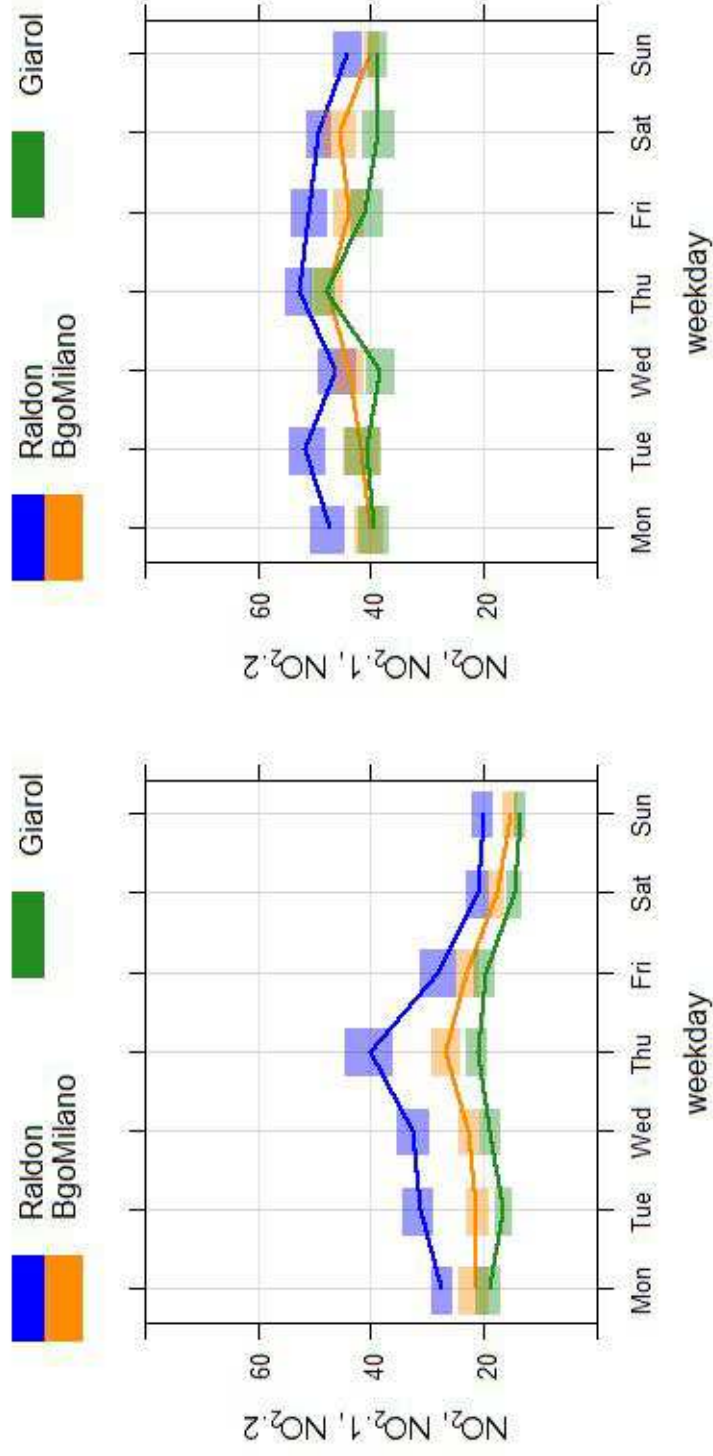 Raldon
BgoMilano
Giarol
NO₂, NO₂.1, NO₂.2
60
40
20
Mon Tue Wed Thu Fri Sat Sun
weekday
Raldon
BgoMilano
Giarol
NO₂, NO₂.1, NO₂.2
60
40
20
Mon Tue Wed Thu Fri Sat Sun
weekday